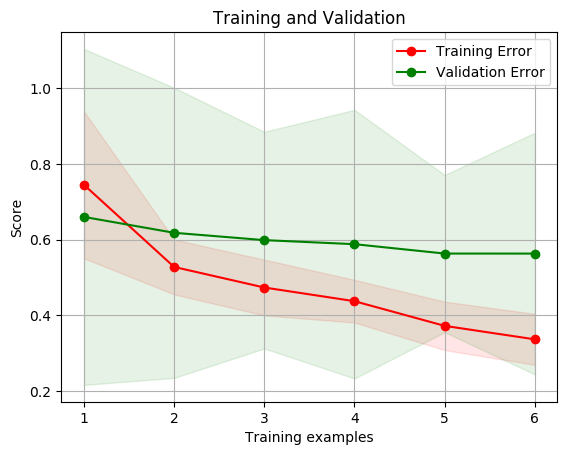 Training and Validation
Training Error
Validation Error
Score
1.0
0.8
0.6
0.4
0.2
1 2 3 4 5 6
Training examples